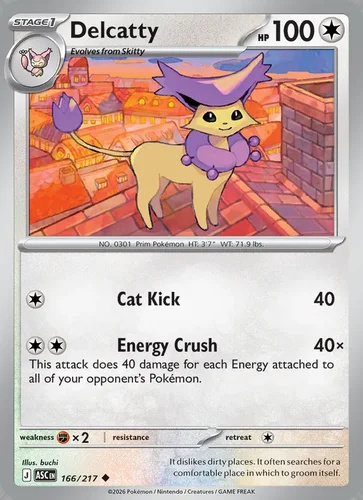 STAGE 1
Delcatty
HP 100
Evolves from Skitty
NO. 0301 Prim Pokémon HT: 3'7" WT: 71.9 lbs.
Cat Kick 40
Energy Crush 40×
This attack does 40 damage for each Energy attached
to all of your opponent's Pokémon.
weakness ×2 resistance retreat
Illus. buchi
J ASC EN 166/217
It dislikes dirty places. It often searches for a
comfortable place in which to groom itself.
©2026 Pokémon / Nintendo / Creatures / GAME FREAK